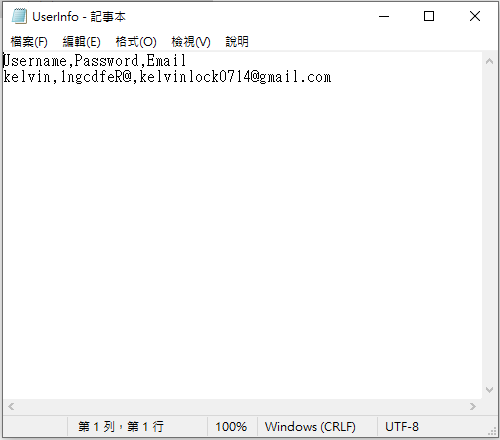 UserInfo - 記事本
檔案(F) 編輯(E) 格式(O) 檢視(V) 說明
Username,Password,Email
kelvin,lngcdfeR@,kelvinlock0714@gmail.com
第 1 列，第 1 行 100% Windows (CRLF) UTF-8